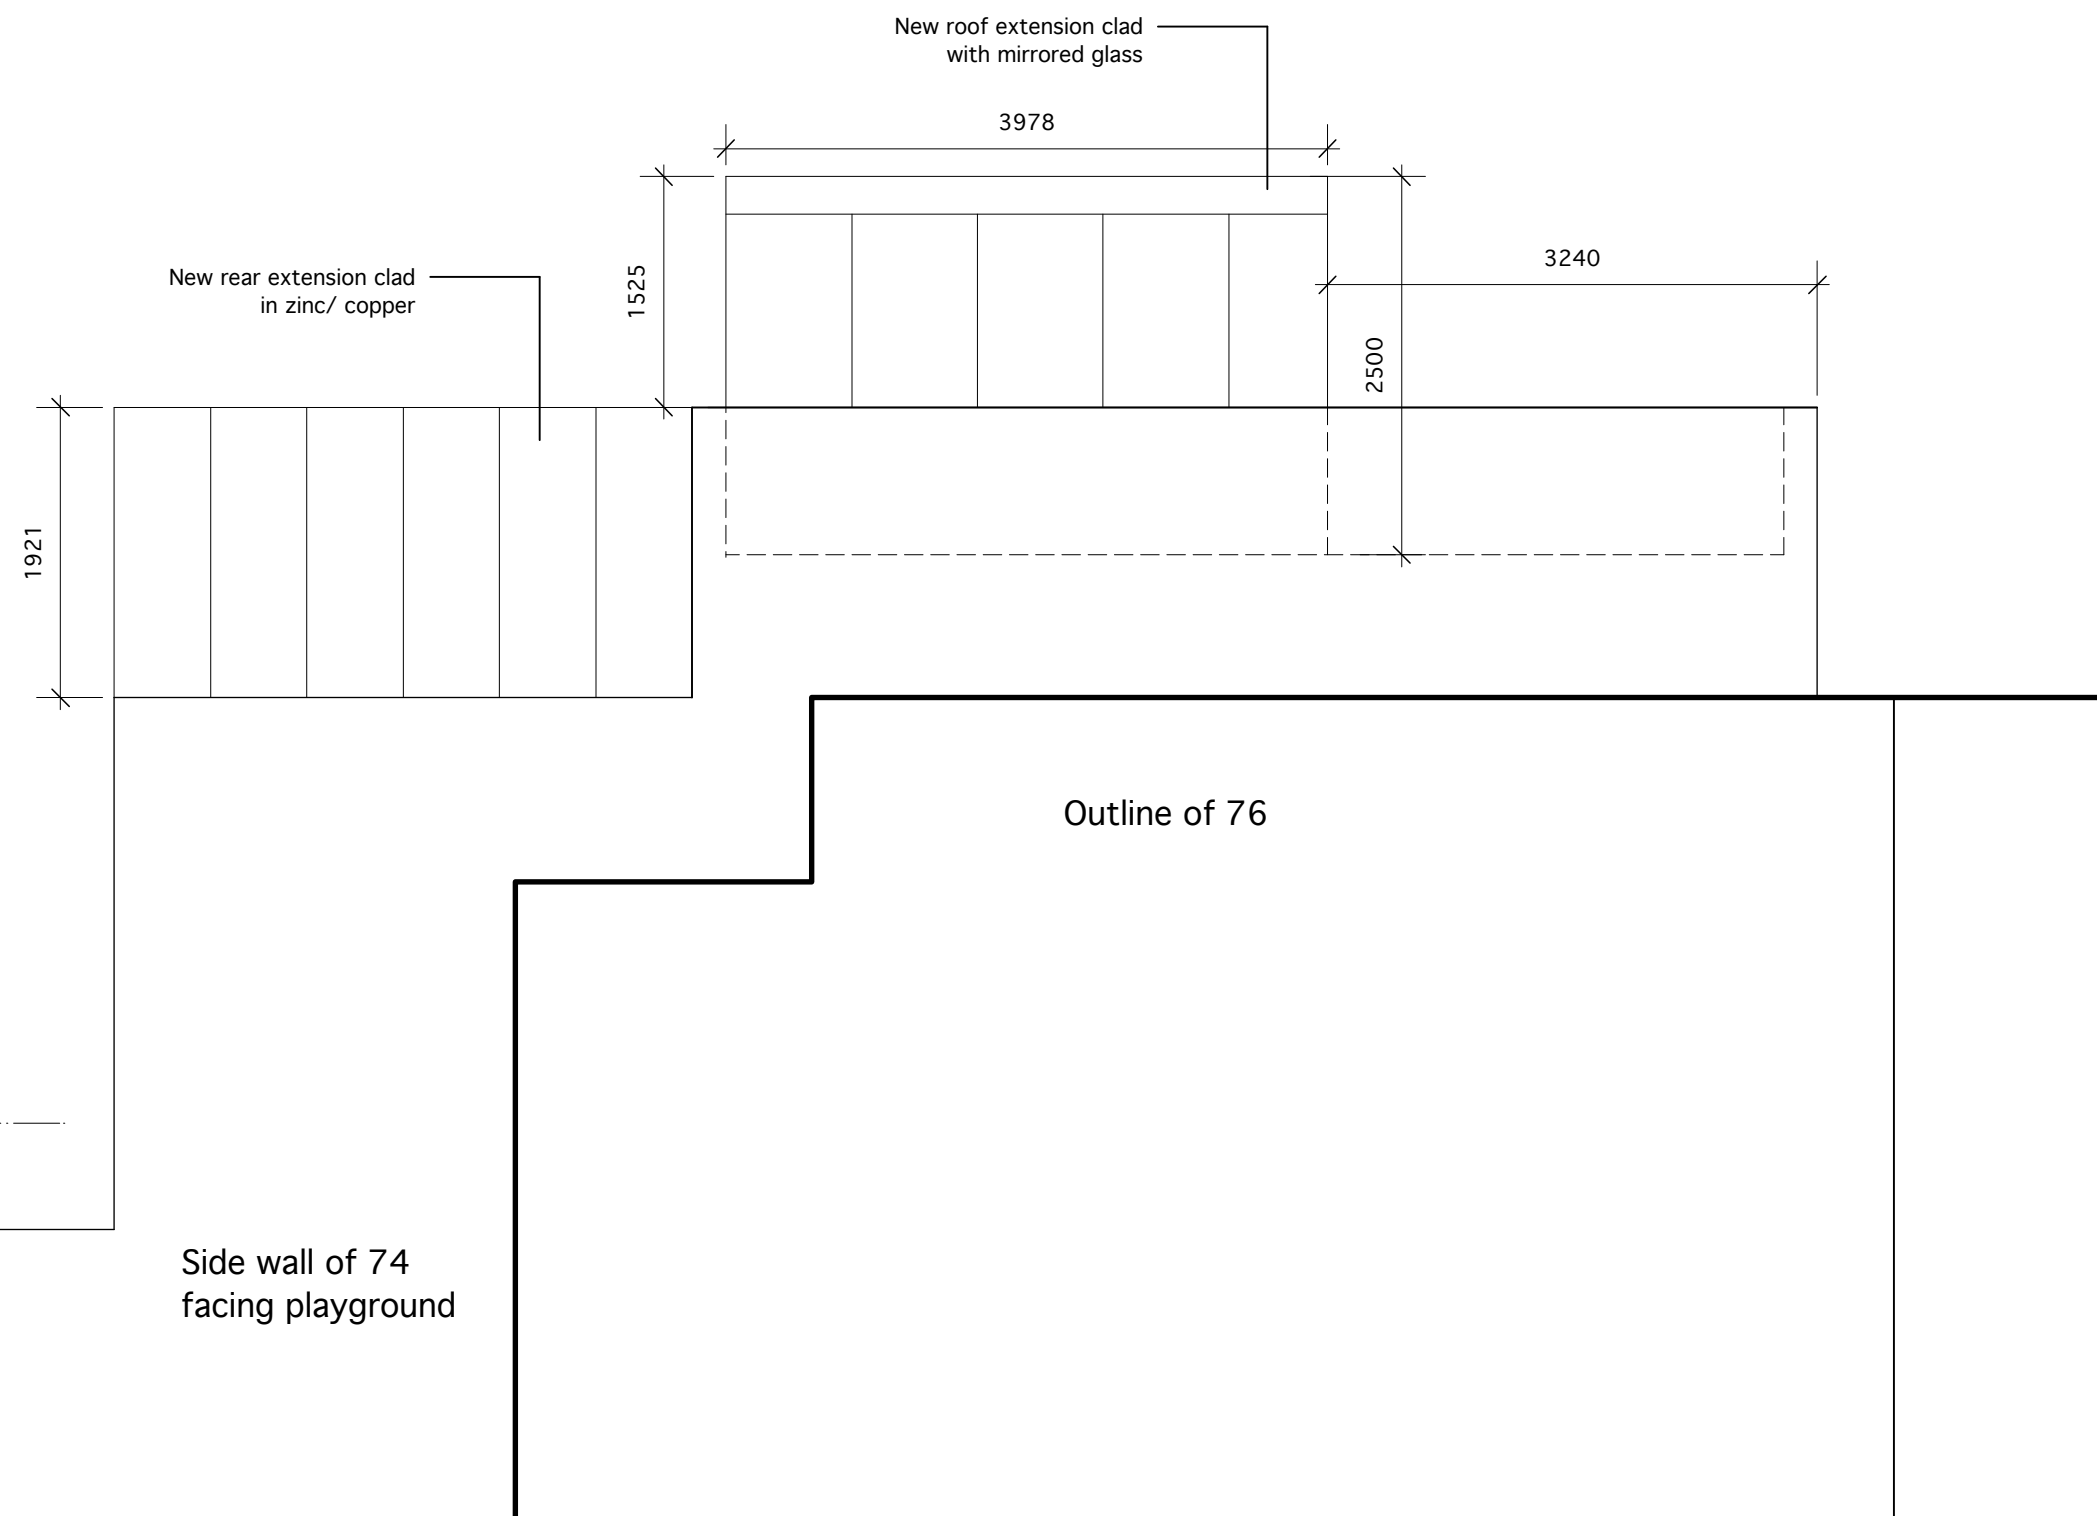 New roof extension clad
with mirrored glass
3978
New rear extension clad
in zinc/ copper
1525
3240
2500
1921
Outline of 76
Side wall of 74
facing playground